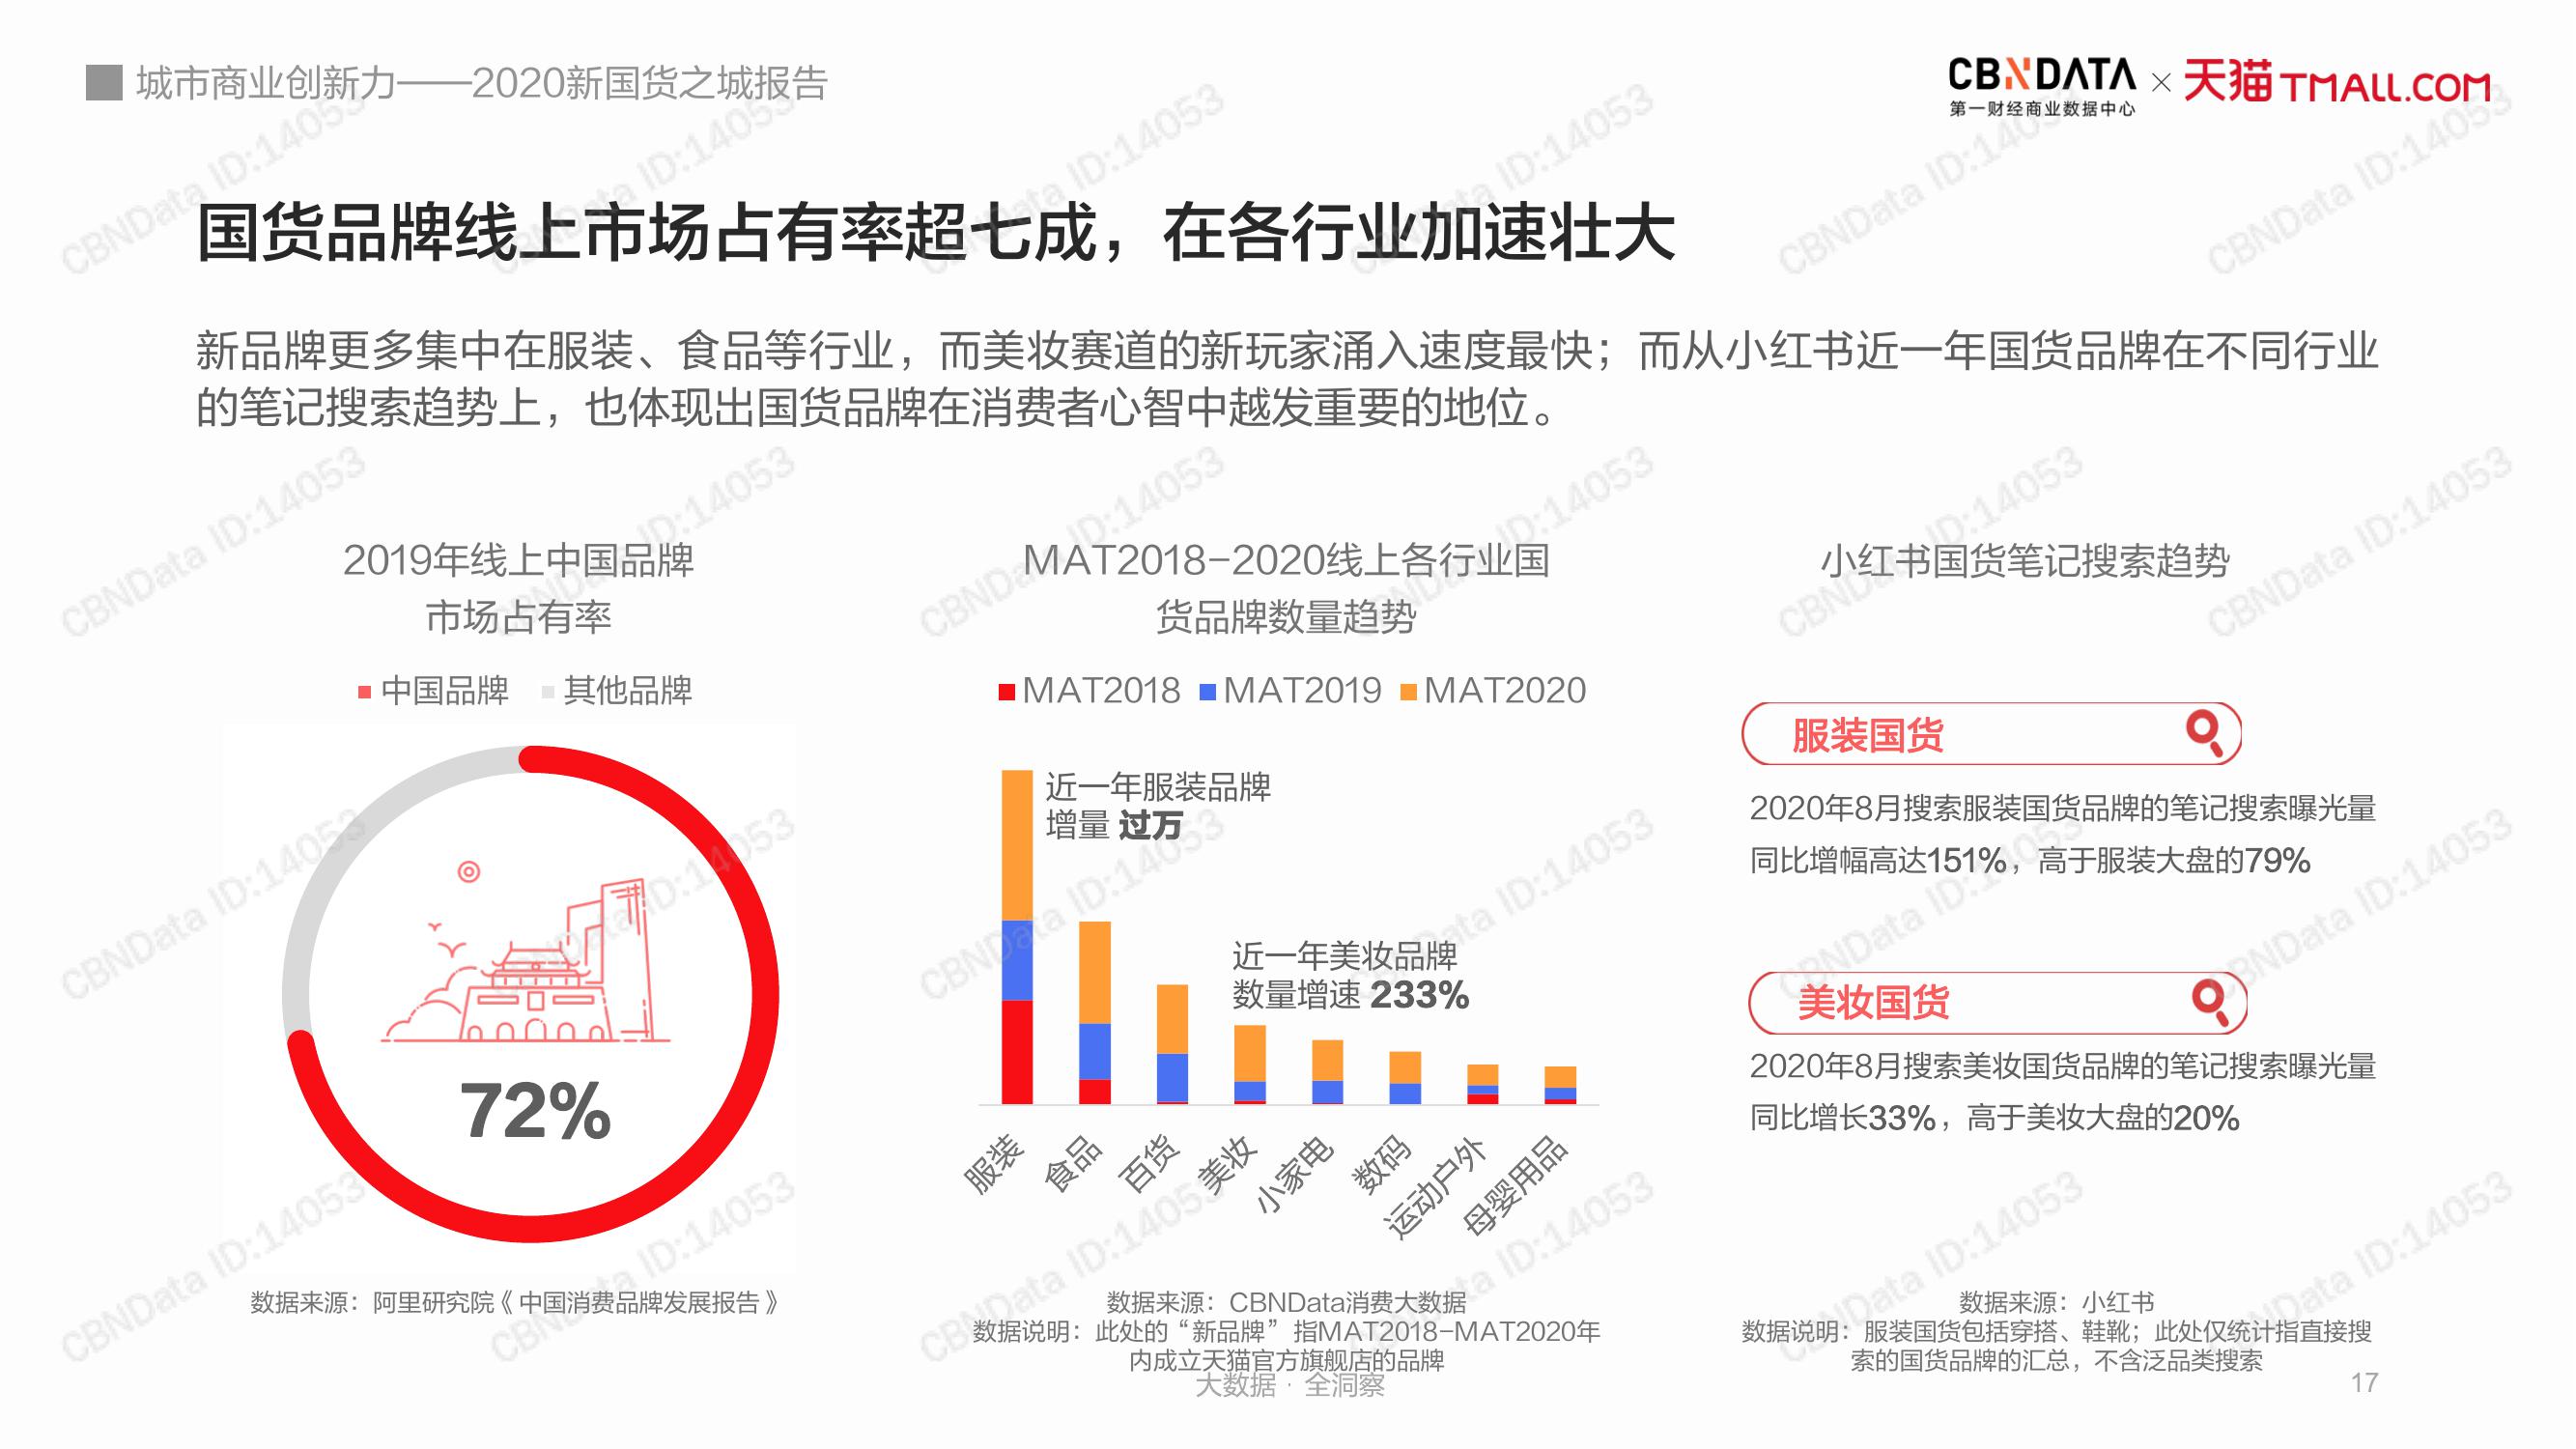 城市商业创新力——2020新国货之城报告
CBNDATA × 天猫 TMALL.COM
第一财经商业数据中心
国货品牌线上市场占有率超七成，在各行业加速壮大
新品牌更多集中在服装、食品等行业，而美妆赛道的新玩家涌入速度最快；而从小红书近一年国货品牌在不同行业
的笔记搜索趋势上，也体现出国货品牌在消费者心智中越发重要的地位。
2019年线上中国品牌
市场占有率
中国品牌 其他品牌
72%
数据来源：阿里研究院《中国消费品牌发展报告》
MAT2018-2020线上各行业国
货品牌数量趋势
MAT2018 MAT2019 MAT2020
近一年服装品牌
增量 过万
近一年美妆品牌
数量增速 233%
服装 食品 百货 美妆 小家电 数码 运动户外 母婴用品
数据来源：CBNData消费大数据
数据说明：此处的“新品牌”指MAT2018-MAT2020年
内成立天猫官方旗舰店的品牌
小红书国货笔记搜索趋势
服装国货
2020年8月搜索服装国货品牌的笔记搜索曝光量
同比增幅高达151%，高于服装大盘的79%
美妆国货
2020年8月搜索美妆国货品牌的笔记搜索曝光量
同比增长33%，高于美妆大盘的20%
数据来源：小红书
数据说明：服装国货包括穿搭、鞋靴；此处仅统计指直接搜
索的国货品牌的汇总，不含泛品类搜索
大数据 · 全洞察
17
CBNData ID:14053